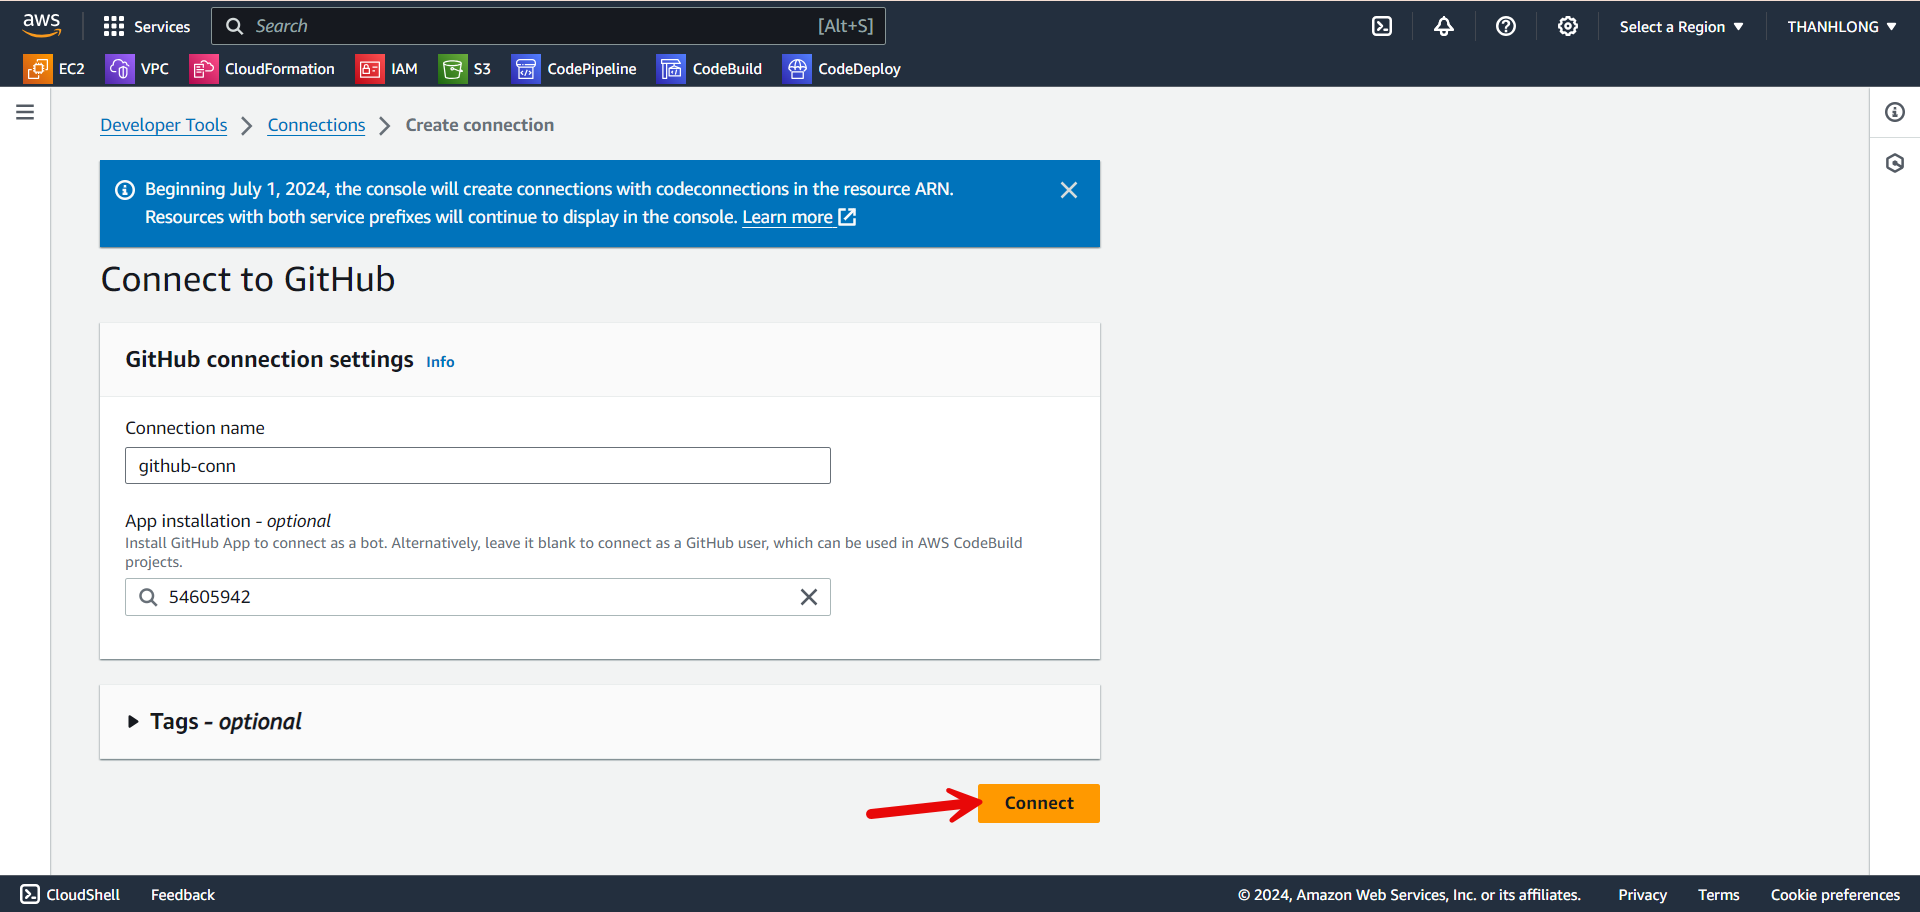 aws
Services
Search
[Alt+S]
Select a Region
THANHLONG
EC2
VPC
CloudFormation
IAM
S3
CodePipeline
CodeBuild
CodeDeploy
Developer Tools
Connections
Create connection
Beginning July 1, 2024, the console will create connections with codeconnections in the resource ARN.
Resources with both service prefixes will continue to display in the console. Learn more
Connect to GitHub
GitHub connection settings Info
Connection name
github-conn
App installation - optional
Install GitHub App to connect as a bot. Alternatively, leave it blank to connect as a GitHub user, which can be used in AWS CodeBuild
projects.
54605942
Tags - optional
Connect
CloudShell
Feedback
© 2024, Amazon Web Services, Inc. or its affiliates.
Privacy
Terms
Cookie preferences